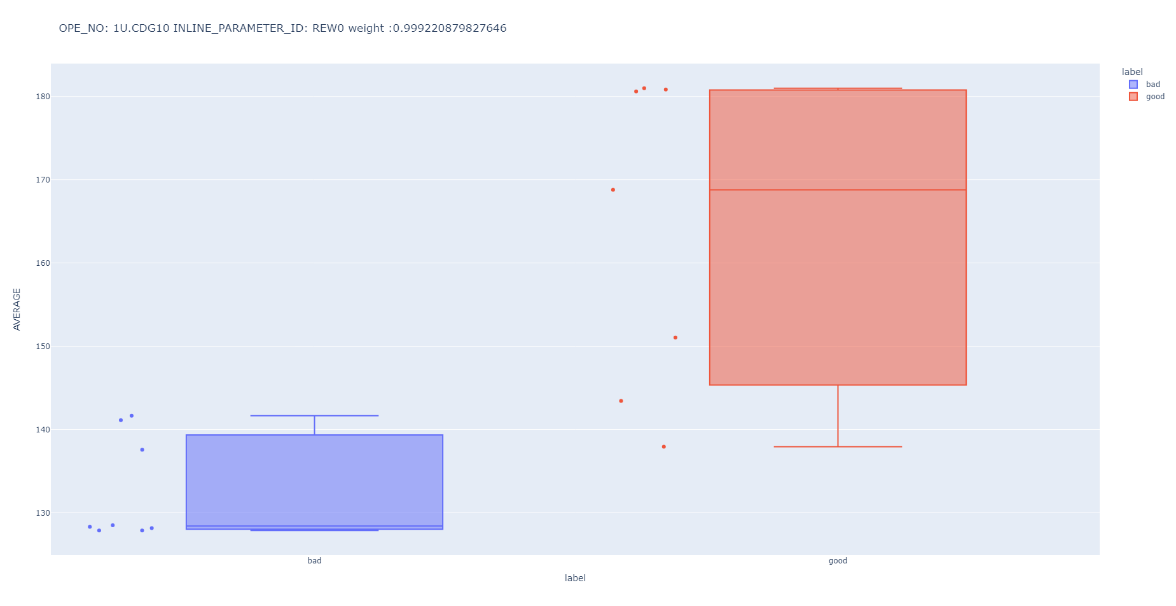 OPE_NO: 1U.CDG10 INLINE_PARAMETER_ID: REW0 weight :0.999220879827646
label
bad
good
180
170
160
150
140
130
AVERAGE
bad
good
label